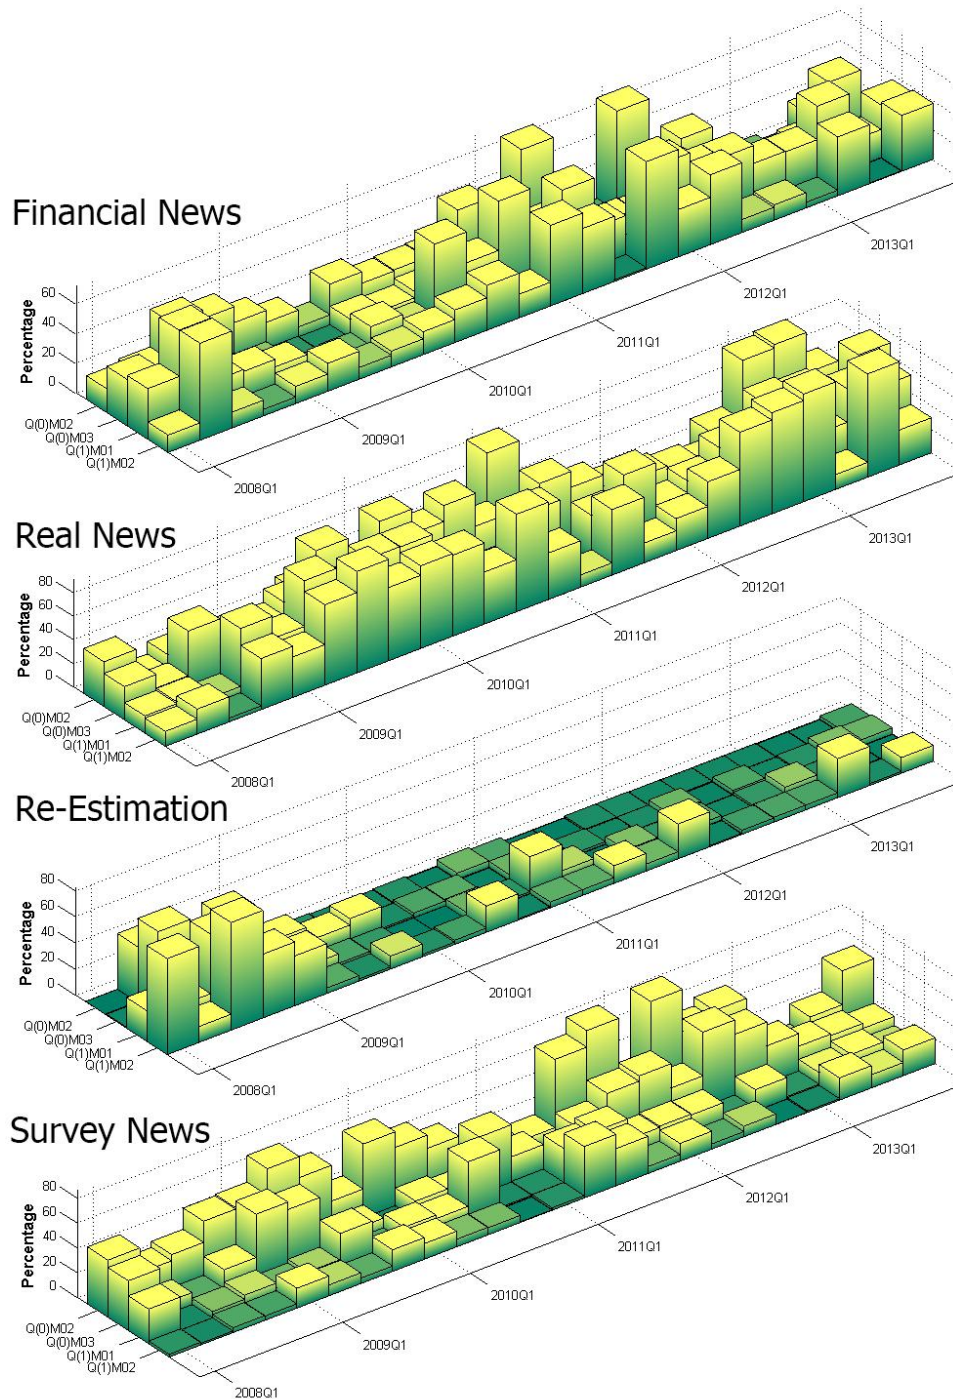 Financial News
Percentage
60
40
20
0
Q(0)M02
Q(0)M03
Q(1)M01
Q(1)M02
2008Q1
2009Q1
2010Q1
2011Q1
2012Q1
2013Q1
Real News
Percentage
80
60
40
20
0
Q(0)M02
Q(0)M03
Q(1)M01
Q(1)M02
2008Q1
2009Q1
2010Q1
2011Q1
2012Q1
2013Q1
Re-Estimation
Percentage
80
60
40
20
0
Q(0)M02
Q(0)M03
Q(1)M01
Q(1)M02
2008Q1
2009Q1
2010Q1
2011Q1
2012Q1
2013Q1
Survey News
Percentage
80
60
40
20
0
Q(0)M02
Q(0)M03
Q(1)M01
Q(1)M02
2008Q1
2009Q1
2010Q1
2011Q1
2012Q1
2013Q1